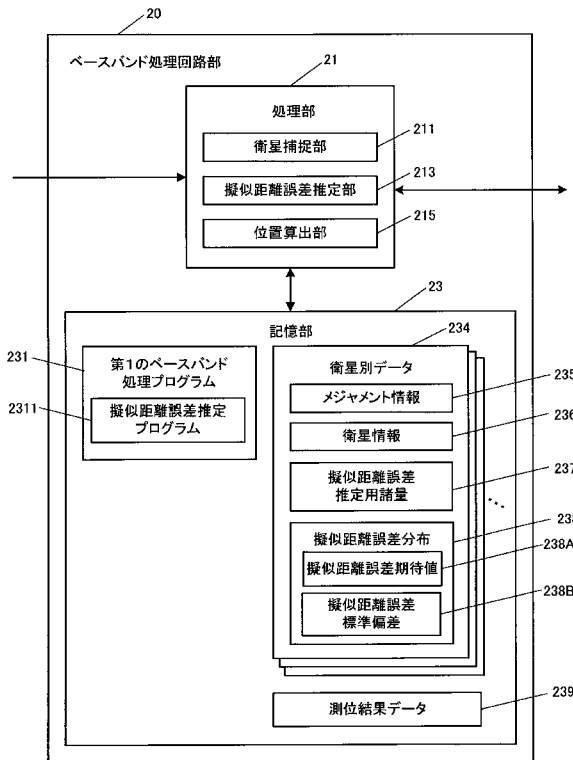 20
ベースバンド処理回路部
21
処理部
衛星捕捉部
211
擬似距離誤差推定部
213
位置算出部
215
23
記憶部
231
第1のベースバンド
処理プログラム
2311
擬似距離誤差推定
プログラム
234
衛星別データ
メジャメント情報
235
衛星情報
236
擬似距離誤差
推定用諸量
237
擬似距離誤差分布
238
擬似距離誤差期待値
238A
擬似距離誤差
標準偏差
238B
測位結果データ
239